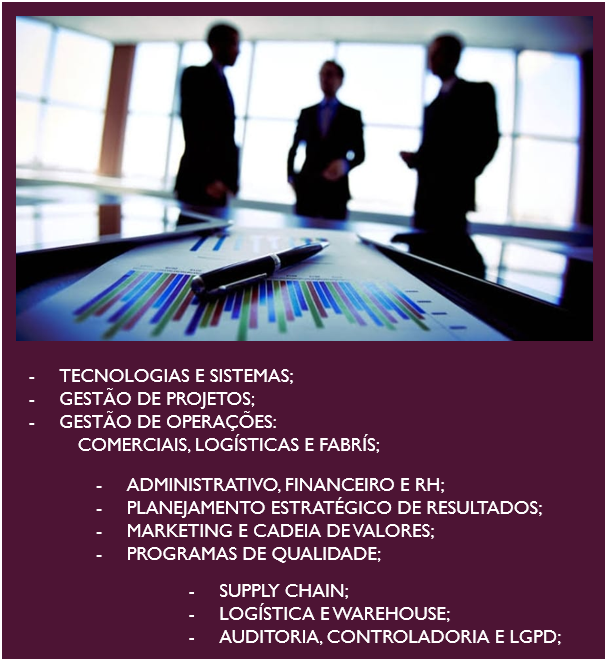 - TECNOLOGIAS E SISTEMAS;
- GESTÃO DE PROJETOS;
- GESTÃO DE OPERAÇÕES:
COMERCIAIS, LOGÍSTICAS E FABRÍS;
- ADMINISTRATIVO, FINANCEIRO E RH;
- PLANEJAMENTO ESTRATÉGICO DE RESULTADOS;
- MARKETING E CADEIA DE VALORES;
- PROGRAMAS DE QUALIDADE;
- SUPPLY CHAIN;
- LOGÍSTICA E WAREHOUSE;
- AUDITORIA, CONTROLADORIA E LGPD;